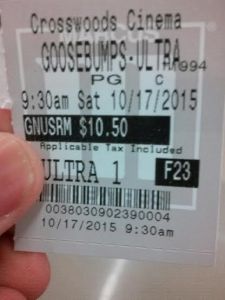 Crosswoods Cinema
GOOSEBUMPS-ULTRA
994
PG C
9:30am Sat 10/17/2015
GNUSRM $10.50
Applicable Tax Included
ULTRA 1 F23
0038030902390004
10/17/2015 9:30am